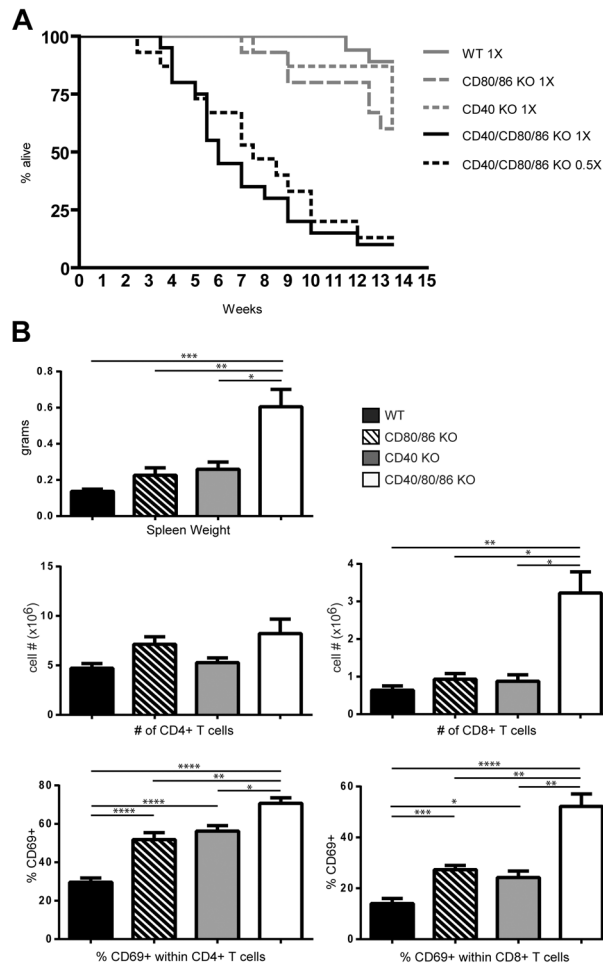 A
100
75
50
25
0
% alive
0 1 2 3 4 5 6 7 8 9 10 11 12 13 14 15
Weeks
WT 1X
CD80/86 KO 1X
CD40 KO 1X
CD40/CD80/86 KO 1X
CD40/CD80/86 KO 0.5X
B
***
**
*
0.8
0.6
0.4
0.2
0.0
grams
Spleen Weight
WT
CD80/86 KO
CD40 KO
CD40/80/86 KO
15
10
5
0
cell # (x10⁶)
# of CD4+ T cells
**
*
*
4
3
2
1
0
cell # (x10⁶)
# of CD8+ T cells
****
**
****
*
****
80
60
40
20
0
% CD69+
% CD69+ within CD4+ T cells
****
**
*
**
***
60
40
20
0
% CD69+
% CD69+ within CD8+ T cells